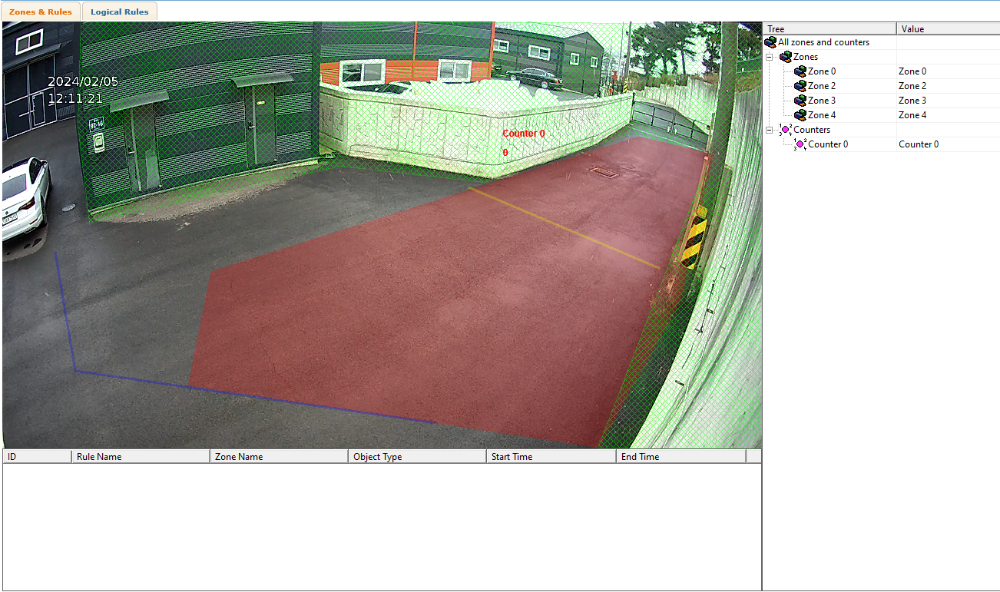 Zones & Rules
Logical Rules
2024/02/05
12:11:21
92-16
Counter 0
0
Tree
Value
All zones and counters
Zones
Zone 0
Zone 0
Zone 2
Zone 2
Zone 3
Zone 3
Zone 4
Zone 4
Counters
Counter 0
Counter 0
ID
Rule Name
Zone Name
Object Type
Start Time
End Time